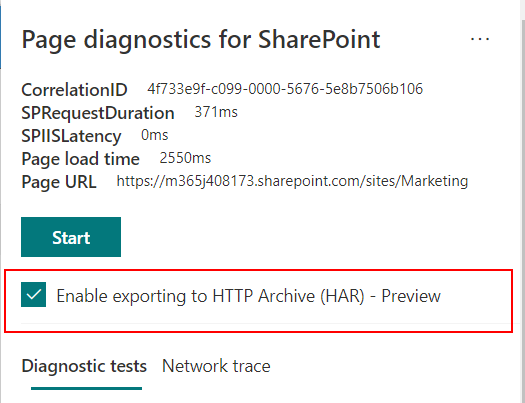 Page diagnostics for SharePoint ...
CorrelationID 4f733e9f-c099-0000-5676-5e8b7506b106
SPRequestDuration 371ms
SPIISLatency 0ms
Page load time 2550ms
Page URL https://m365j408173.sharepoint.com/sites/Marketing
Start
Enable exporting to HTTP Archive (HAR) - Preview
Diagnostic tests Network trace